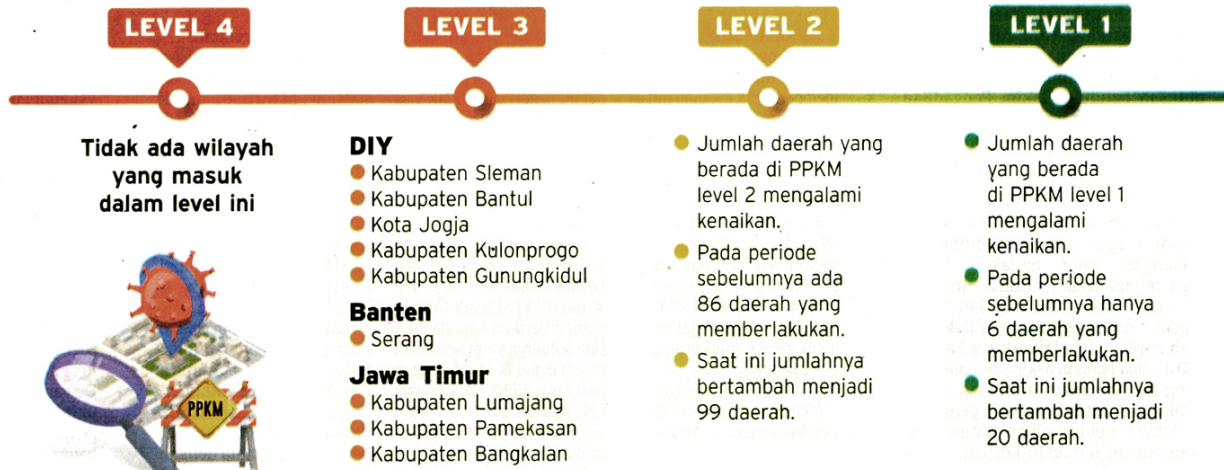 LEVEL 4
Tidak ada wilayah
yang masuk
dalam level ini
PPKM
LEVEL 3
DIY
Kabupaten Sleman
Kabupaten Bantul
Kota Jogja
Kabupaten Kulonprogo
Kabupaten Gunungkidul
Banten
Serang
Jawa Timur
Kabupaten Lumajang
Kabupaten Pamekasan
Kabupaten Bangkalan
LEVEL 2
Jumlah daerah yang
berada di PPKM
level 2 mengalami
kenaikan.
Pada periode
sebelumnya ada
86 daerah yang
memberlakukan.
Saat ini jumlahnya
bertambah menjadi
99 daerah.
LEVEL 1
Jumlah daerah
yang berada
di PPKM level 1
mengalami
kenaikan.
Pada periode
sebelumnya hanya
6 daerah yang
memberlakukan.
Saat ini jumlahnya
bertambah menjadi
20 daerah.